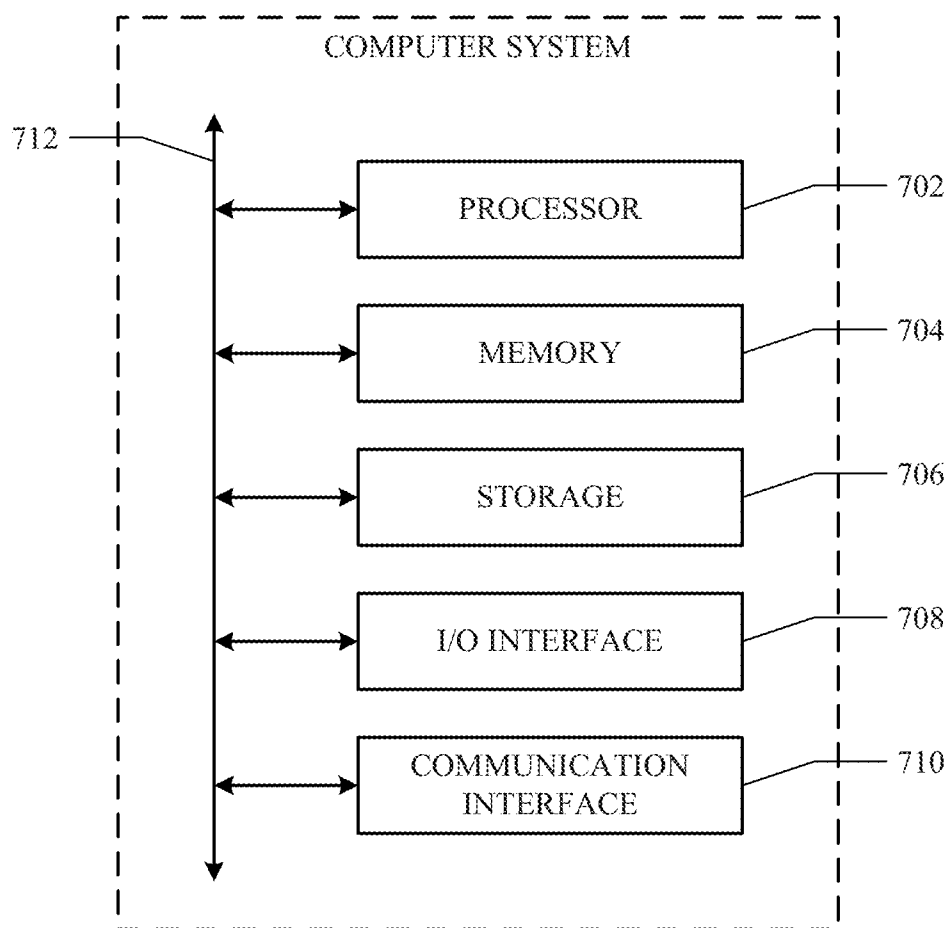 COMPUTER SYSTEM
712
PROCESSOR
702
MEMORY
704
STORAGE
706
I/O INTERFACE
708
COMMUNICATION
INTERFACE
710